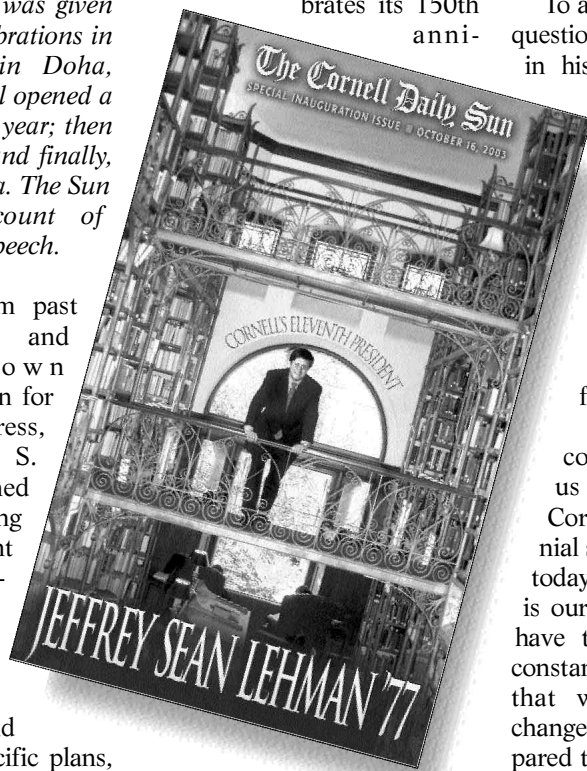 was given
brations in
in Doha,
l opened a
year; then
nd finally,
a. The Sun
count of
peech.
m past
and
o w n
n for
ress,
S.
ned
ng
nt
-
d
cific plans,
brates its 150th
anni-
The Cornell Daily Sun
SPECIAL INAUGURATION ISSUE OCTOBER 16, 2003
CORNELL'S ELEVENTH PRESIDENT
JEFFREY SEAN LEHMAN '77
To a
question
in his
f
co
us
Cor
nial s
today
is our
have t
constan
that w
change
pared t